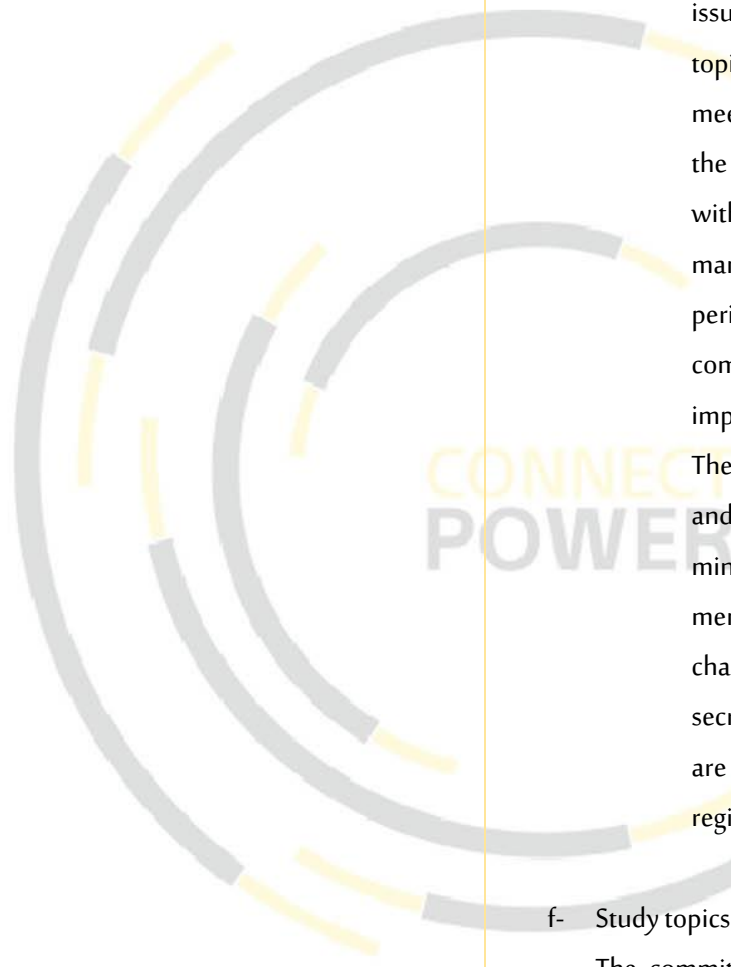 issu
topi
mee
the
with
mar
peri
com
imp
The
CONNECT
and
POWER
min
mer
cha
secr
are
regi
f- Study topics
The commit